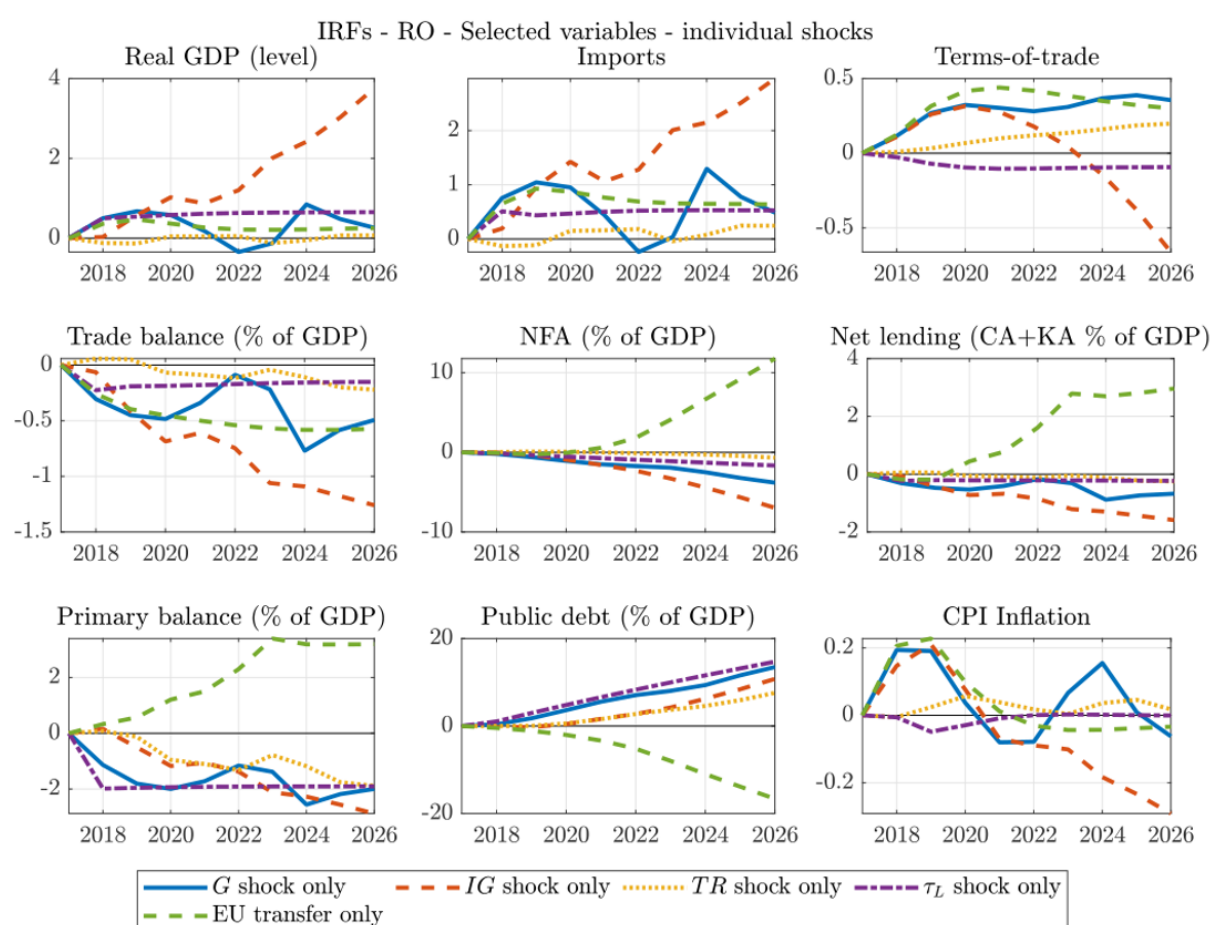 IRFs - RO - Selected variables - individual shocks
Real GDP (level) Imports Terms-of-trade
4
2
0
2018 2020 2022 2024 2026
2
1
0
2018 2020 2022 2024 2026
0.5
0
-0.5
2018 2020 2022 2024 2026
Trade balance (% of GDP) NFA (% of GDP) Net lending (CA+KA % of GDP)
0
-0.5
-1
-1.5
2018 2020 2022 2024 2026
10
0
-10
2018 2020 2022 2024 2026
4
2
0
-2
2018 2020 2022 2024 2026
Primary balance (% of GDP) Public debt (% of GDP) CPI Inflation
2
0
-2
2018 2020 2022 2024 2026
20
0
-20
2018 2020 2022 2024 2026
0.2
0
-0.2
2018 2020 2022 2024 2026
G shock only IG shock only TR shock only τL shock only
EU transfer only